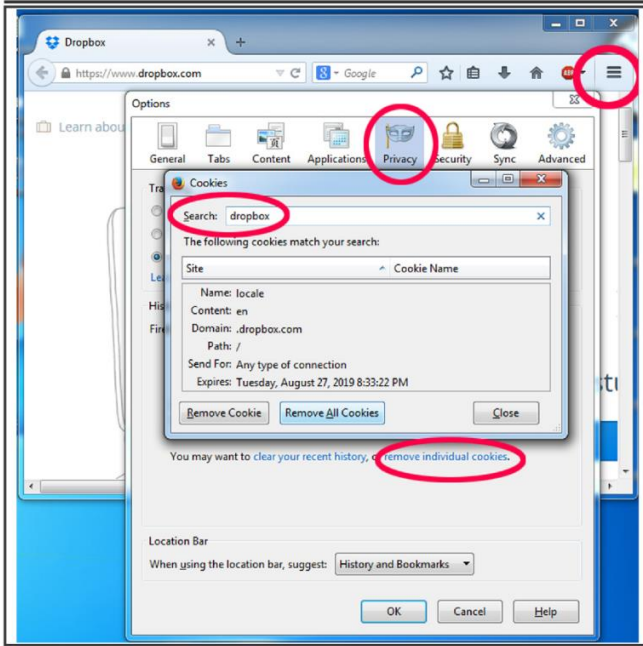 Dropbox
https://www.dropbox.com
Google
Learn abou
Options
General Tabs Content Applications Privacy Security Sync Advanced
Tra
Cookies
Search: dropbox
The following cookies match your search:
Site Cookie Name
Lea
Name: locale
His
Content: en
Fire
Domain: .dropbox.com
Path: /
Send For: Any type of connection
Expires: Tuesday, August 27, 2019 8:33:22 PM
Remove Cookie Remove All Cookies Close
You may want to clear your recent history, or remove individual cookies.
Location Bar
When using the location bar, suggest: History and Bookmarks
OK Cancel Help